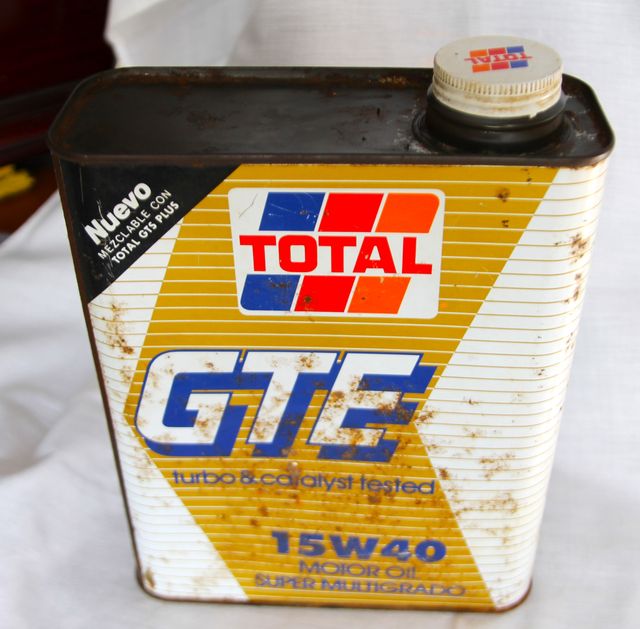 TOTAL
Nuevo
MEZCLABLE CON
TOTAL GTS PLUS
TOTAL
GTE
turbo & catalyst tested
15W40
MOTOR OIL
SUPER MULTIGRADO